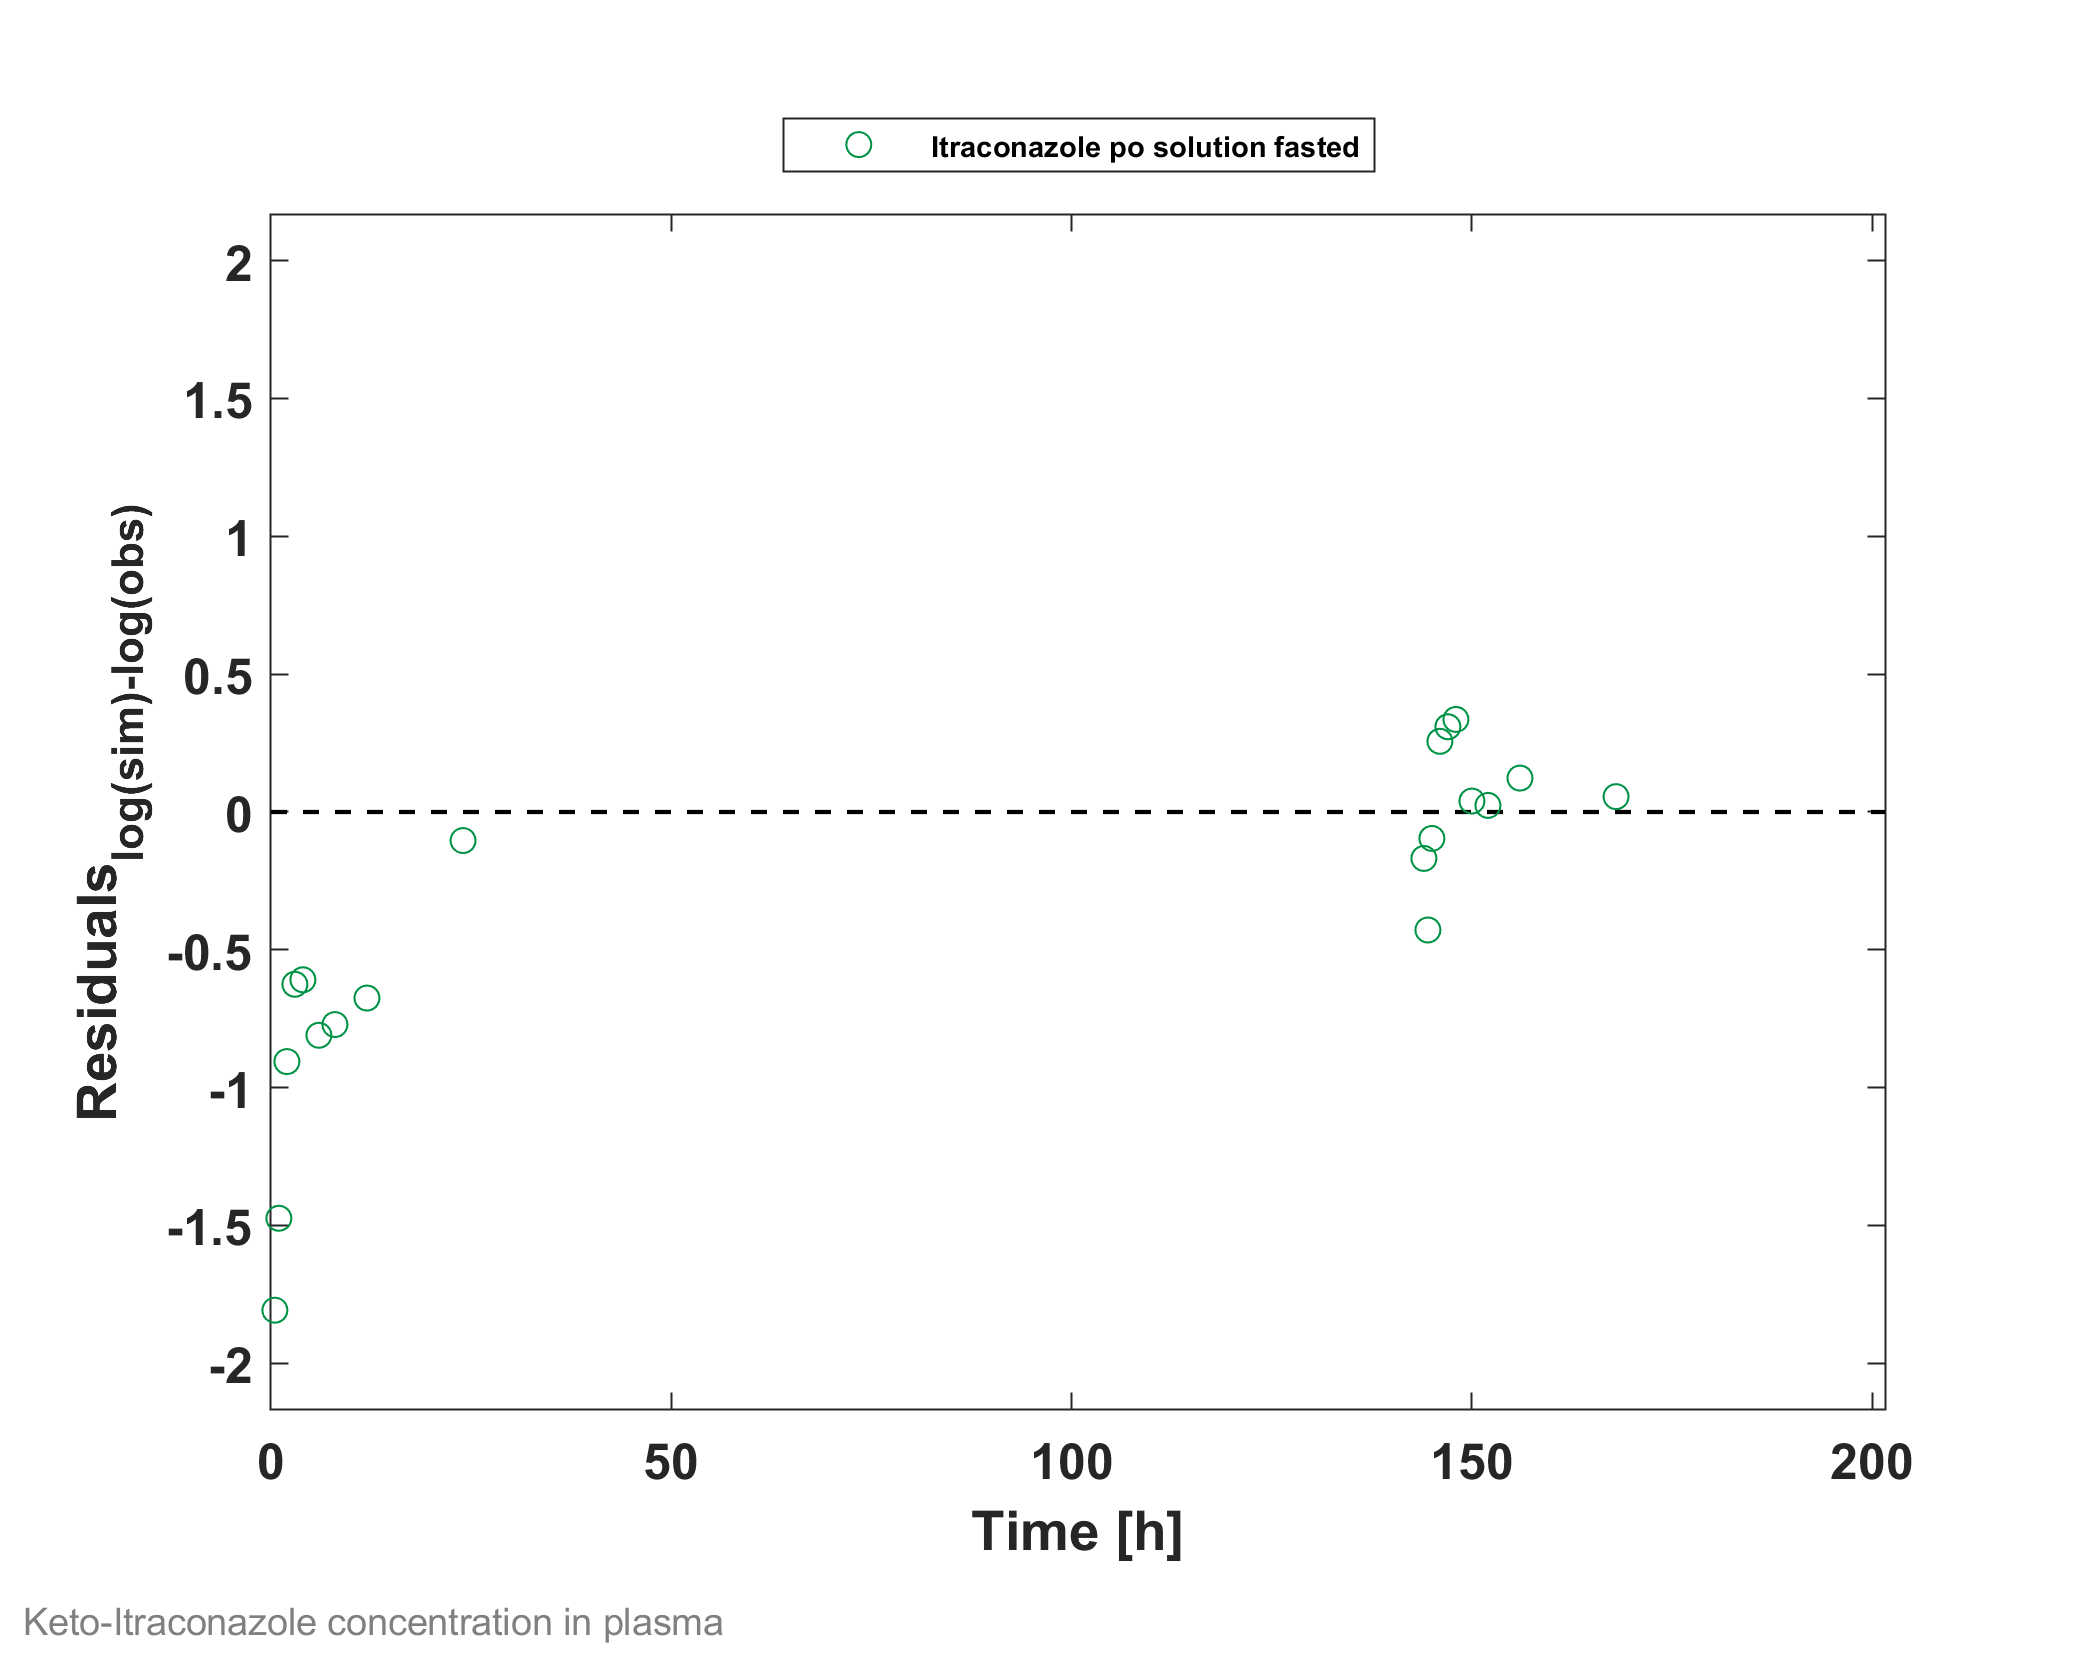 Itraconazole po solution fasted
2
1.5
1
0.5
0
-0.5
-1
-1.5
-2
Residuals log(sim)-log(obs)
0 50 100 150 200
Time [h]
Keto-Itraconazole concentration in plasma